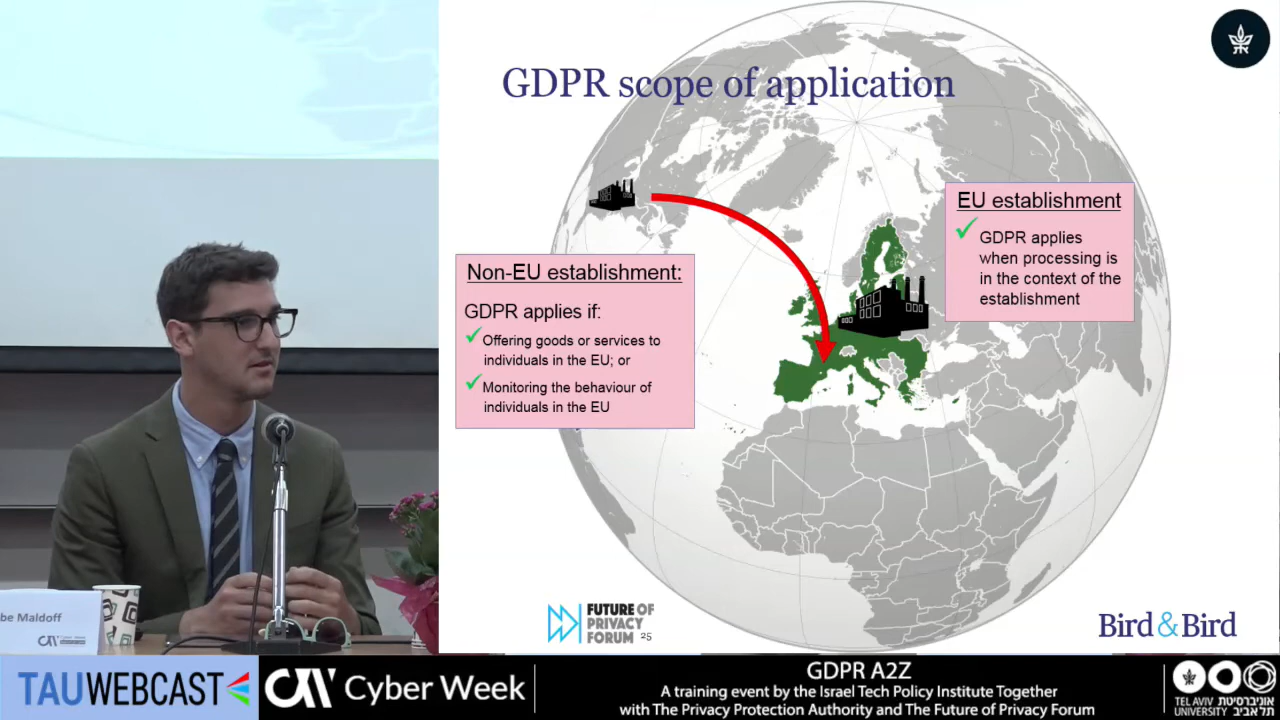 GDPR scope of application
EU establishment
GDPR applies
when processing is
in the context of the
establishment
Non-EU establishment:
GDPR applies if:
Offering goods or services to
individuals in the EU; or
Monitoring the behaviour of
individuals in the EU
be Maldoff
Cyber Week
FUTURE OF
PRIVACY
FORUM 25
Bird & Bird
TAUWEBCAST
Cyber Week
GDPR A2Z
A training event by the Israel Tech Policy Institute Together
with The Privacy Protection Authority and The Future of Privacy Forum
TEL AVIV אוניברסיטת
UNIVERSITY תל אביב